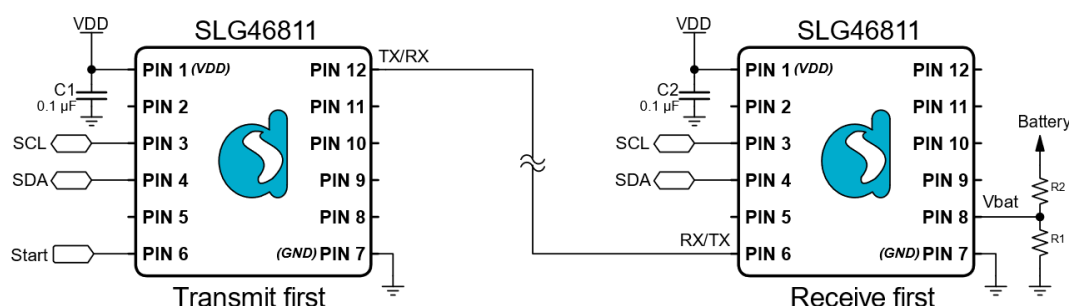 SLG46811
VDD
PIN 1 (VDD)
PIN 2
PIN 3
PIN 4
PIN 5
PIN 6
PIN 12
PIN 11
PIN 10
PIN 9
PIN 8
(GND) PIN 7
C1
0.1 µF
SCL
SDA
Start
TX/RX
Transmit first
SLG46811
VDD
PIN 1 (VDD)
PIN 2
PIN 3
PIN 4
PIN 5
PIN 6
PIN 12
PIN 11
PIN 10
PIN 9
PIN 8
(GND) PIN 7
C2
0.1 µF
SCL
SDA
RX/TX
Battery
R2
Vbat
R1
Receive first